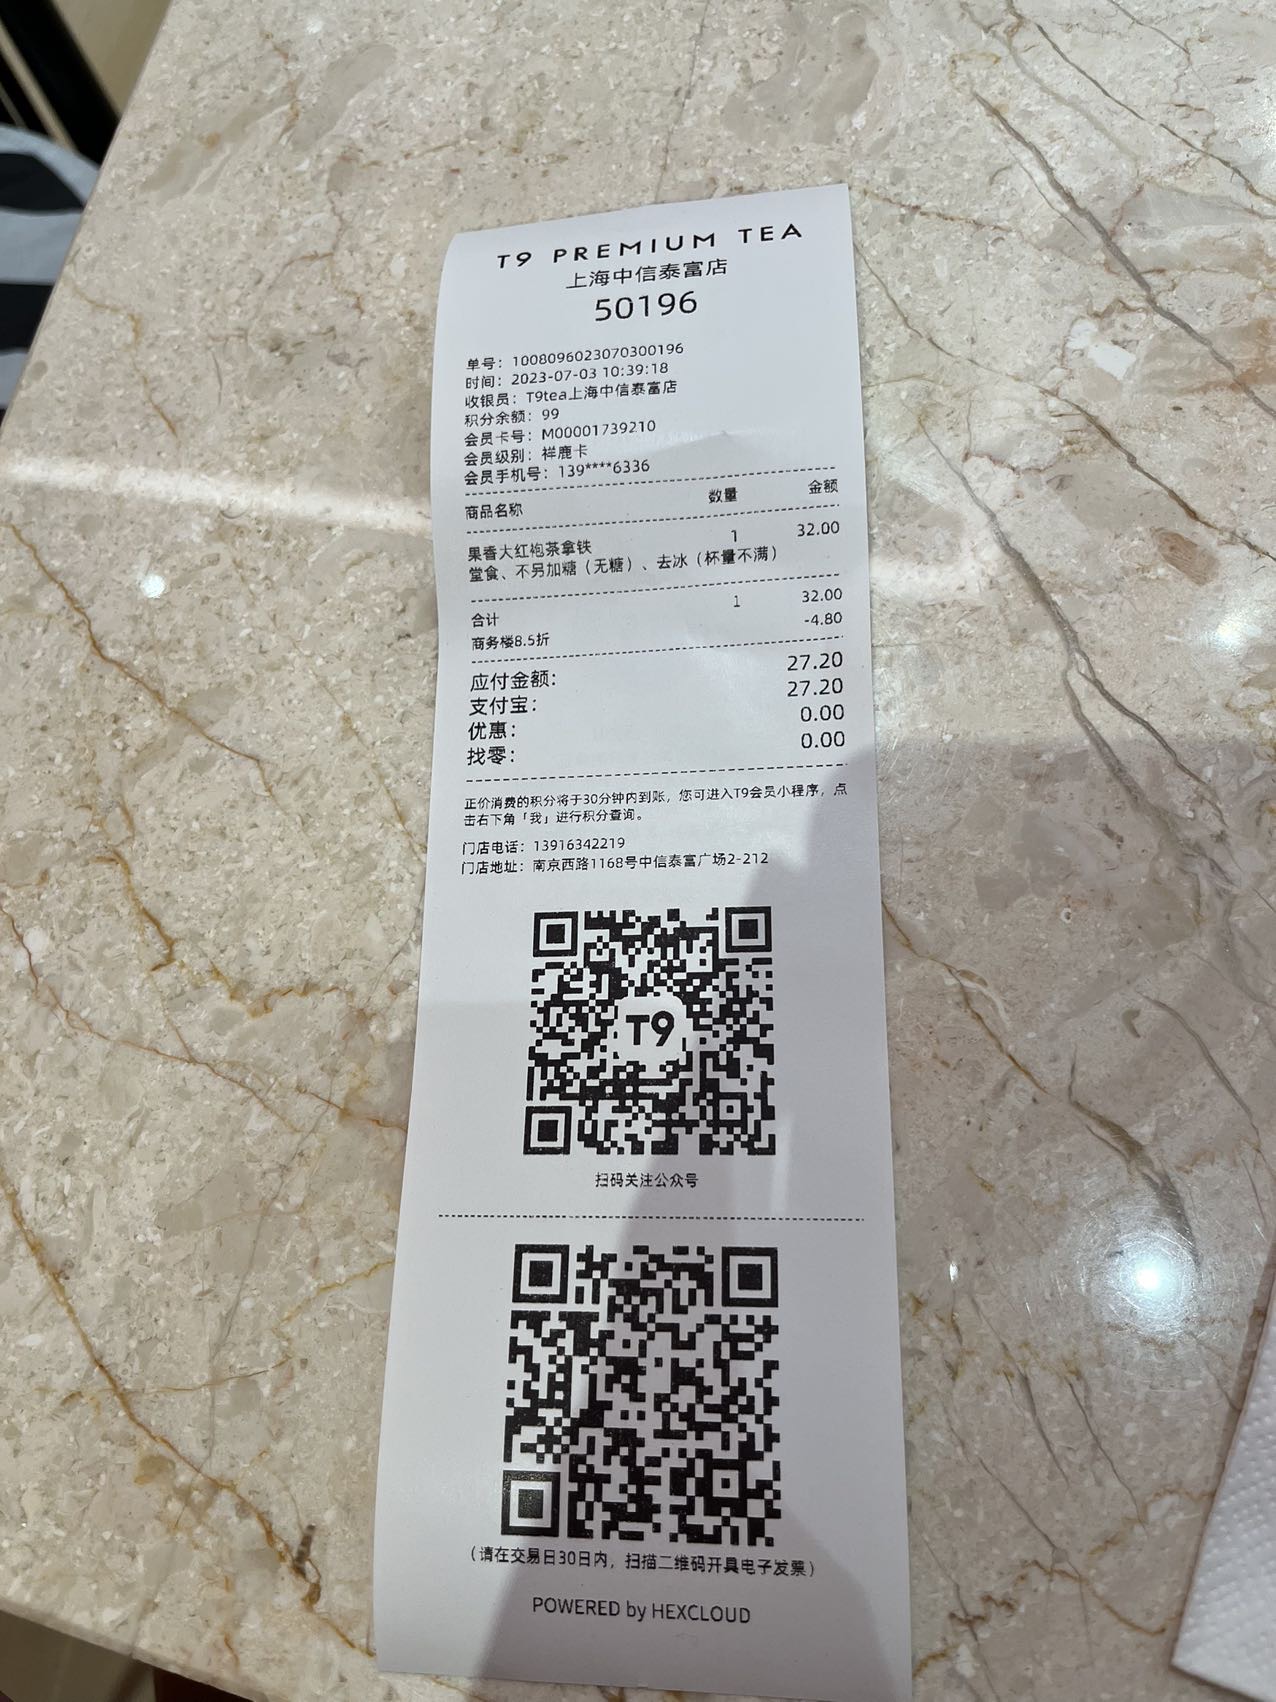 T9 PREMIUM TEA
上海中信泰富店
50196
单号：1008096023070300196
时间：2023-07-03 10:39:18
收银员：T9tea上海中信泰富店
积分余额：99
会员卡号：M00001739210
会员级别：祥鹿卡
会员手机号：139****6336
商品名称 数量 金额
果香大红袍茶拿铁 1 32.00
堂食、不另加糖（无糖）、去冰（杯量不满）
合计 1 32.00
商务楼8.5折 -4.80
应付金额： 27.20
支付宝： 27.20
优惠： 0.00
找零： 0.00
正价消费的积分将于30分钟内到账，您可进入T9会员小程序，点
击右下角「我」进行积分查询。
门店电话：13916342219
门店地址：南京西路1168号中信泰富广场2-212
T9
扫码关注公众号
（请在交易日30日内，扫描二维码开具电子发票）
POWERED by HEXCLOUD